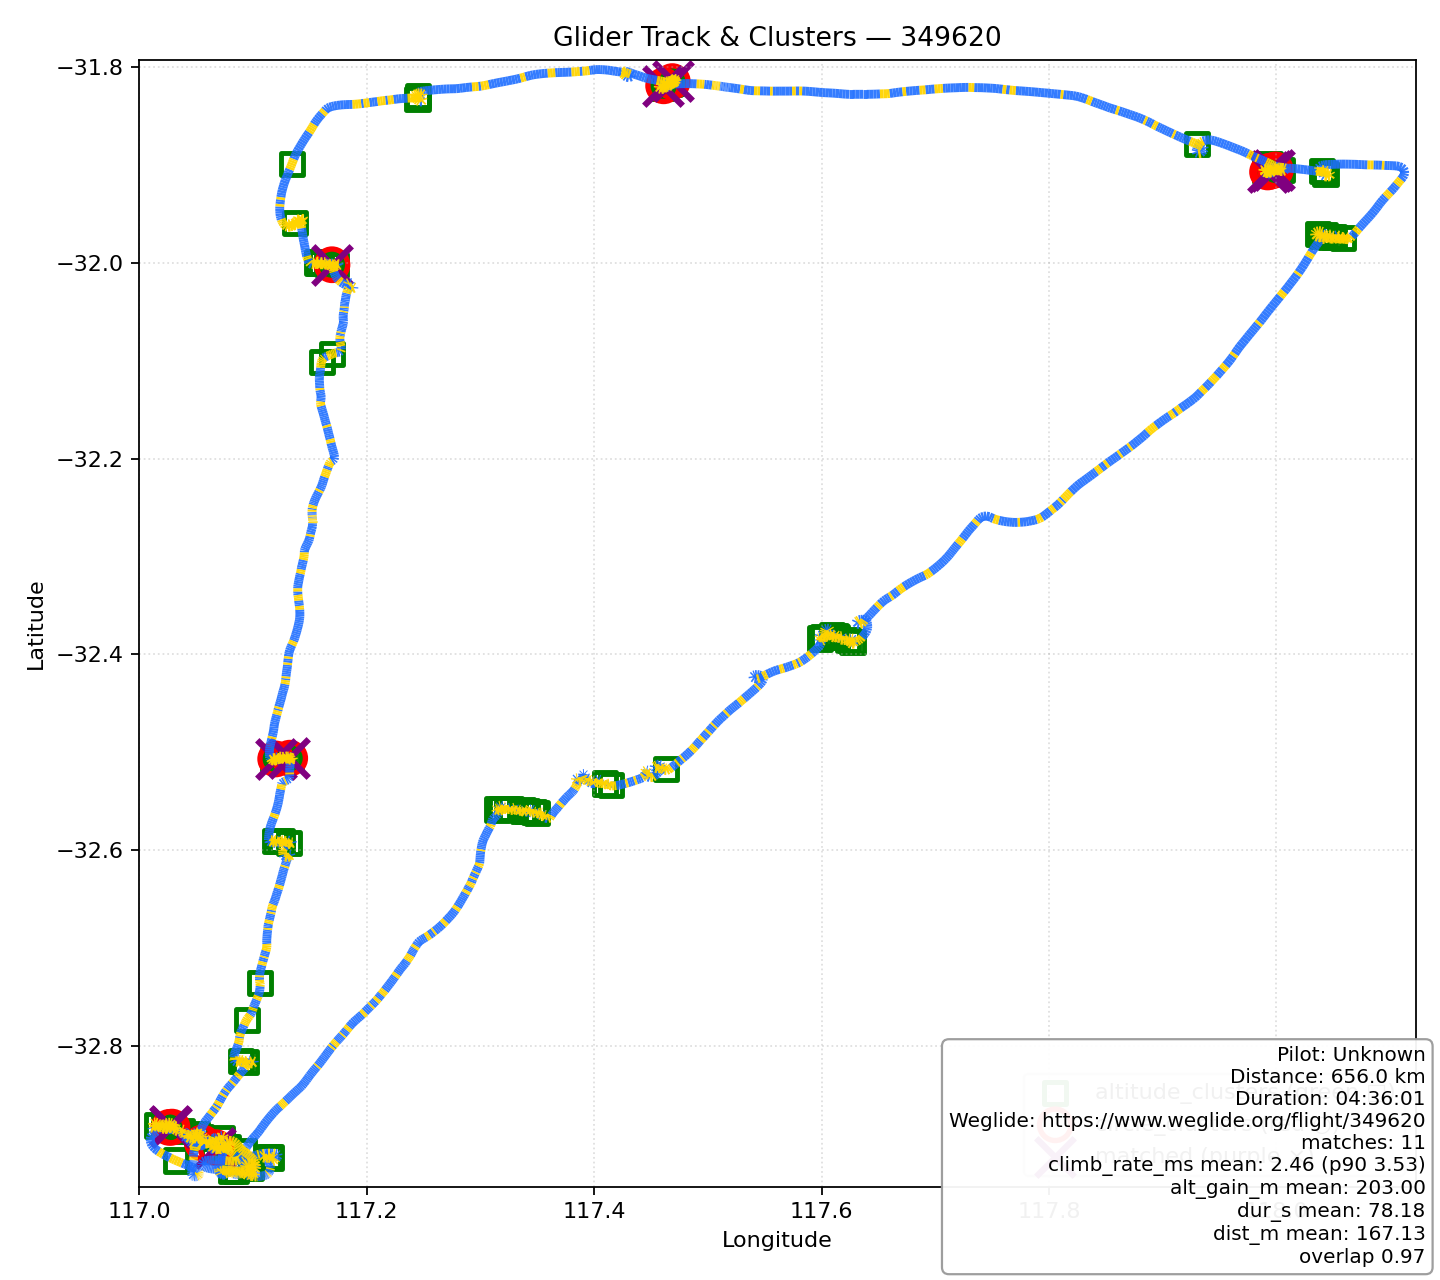 Glider Track & Clusters — 349620
−31.8
−32.0
−32.2
−32.4
−32.6
−32.8
Latitude
117.0
117.2
117.4
117.6
117.8
Longitude
Pilot: Unknown
Distance: 656.0 km
Duration: 04:36:01
Weglide: https://www.weglide.org/flight/349620
matches: 11
climb_rate_ms mean: 2.46 (p90 3.53)
alt_gain_m mean: 203.00
dur_s mean: 78.18
dist_m mean: 167.13
overlap 0.97